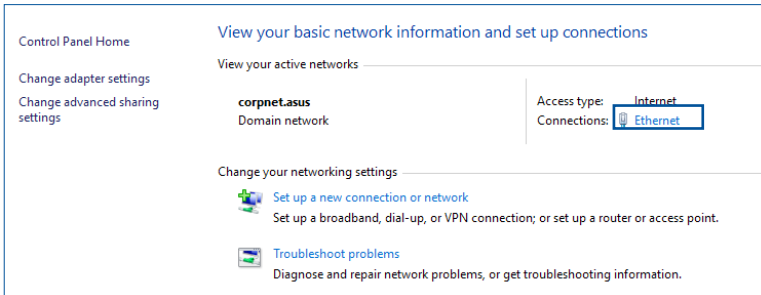 Control Panel Home
Change adapter settings
Change advanced sharing
settings
View your basic network information and set up connections
View your active networks
corpnet.asus
Domain network
Access type: Internet
Connections: Ethernet
Change your networking settings
Set up a new connection or network
Set up a broadband, dial-up, or VPN connection; or set up a router or access point.
Troubleshoot problems
Diagnose and repair network problems, or get troubleshooting information.